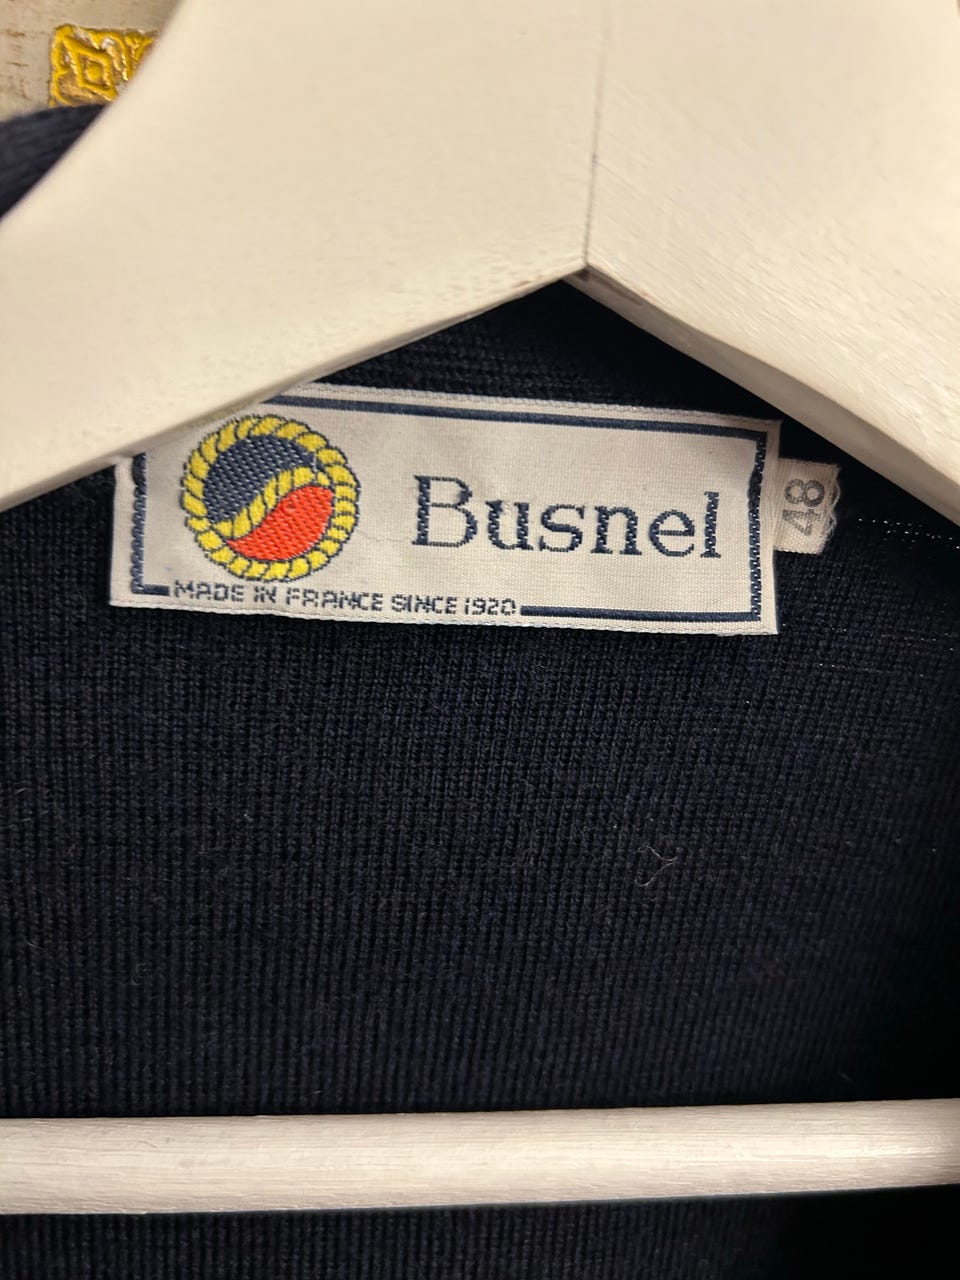 Busnel
48
MADE IN FRANCE SINCE 1920